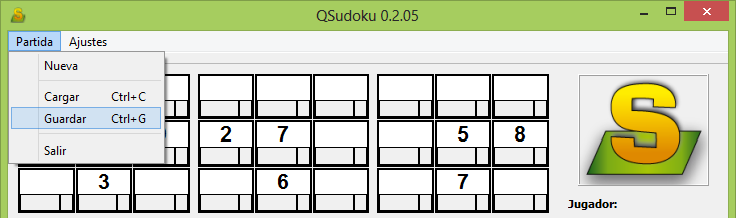 QSudoku 0.2.05
Partida Ajustes
Nueva
Cargar Ctrl+C
Guardar Ctrl+G
Salir
2 7 5 8
3 6 7
S
Jugador: